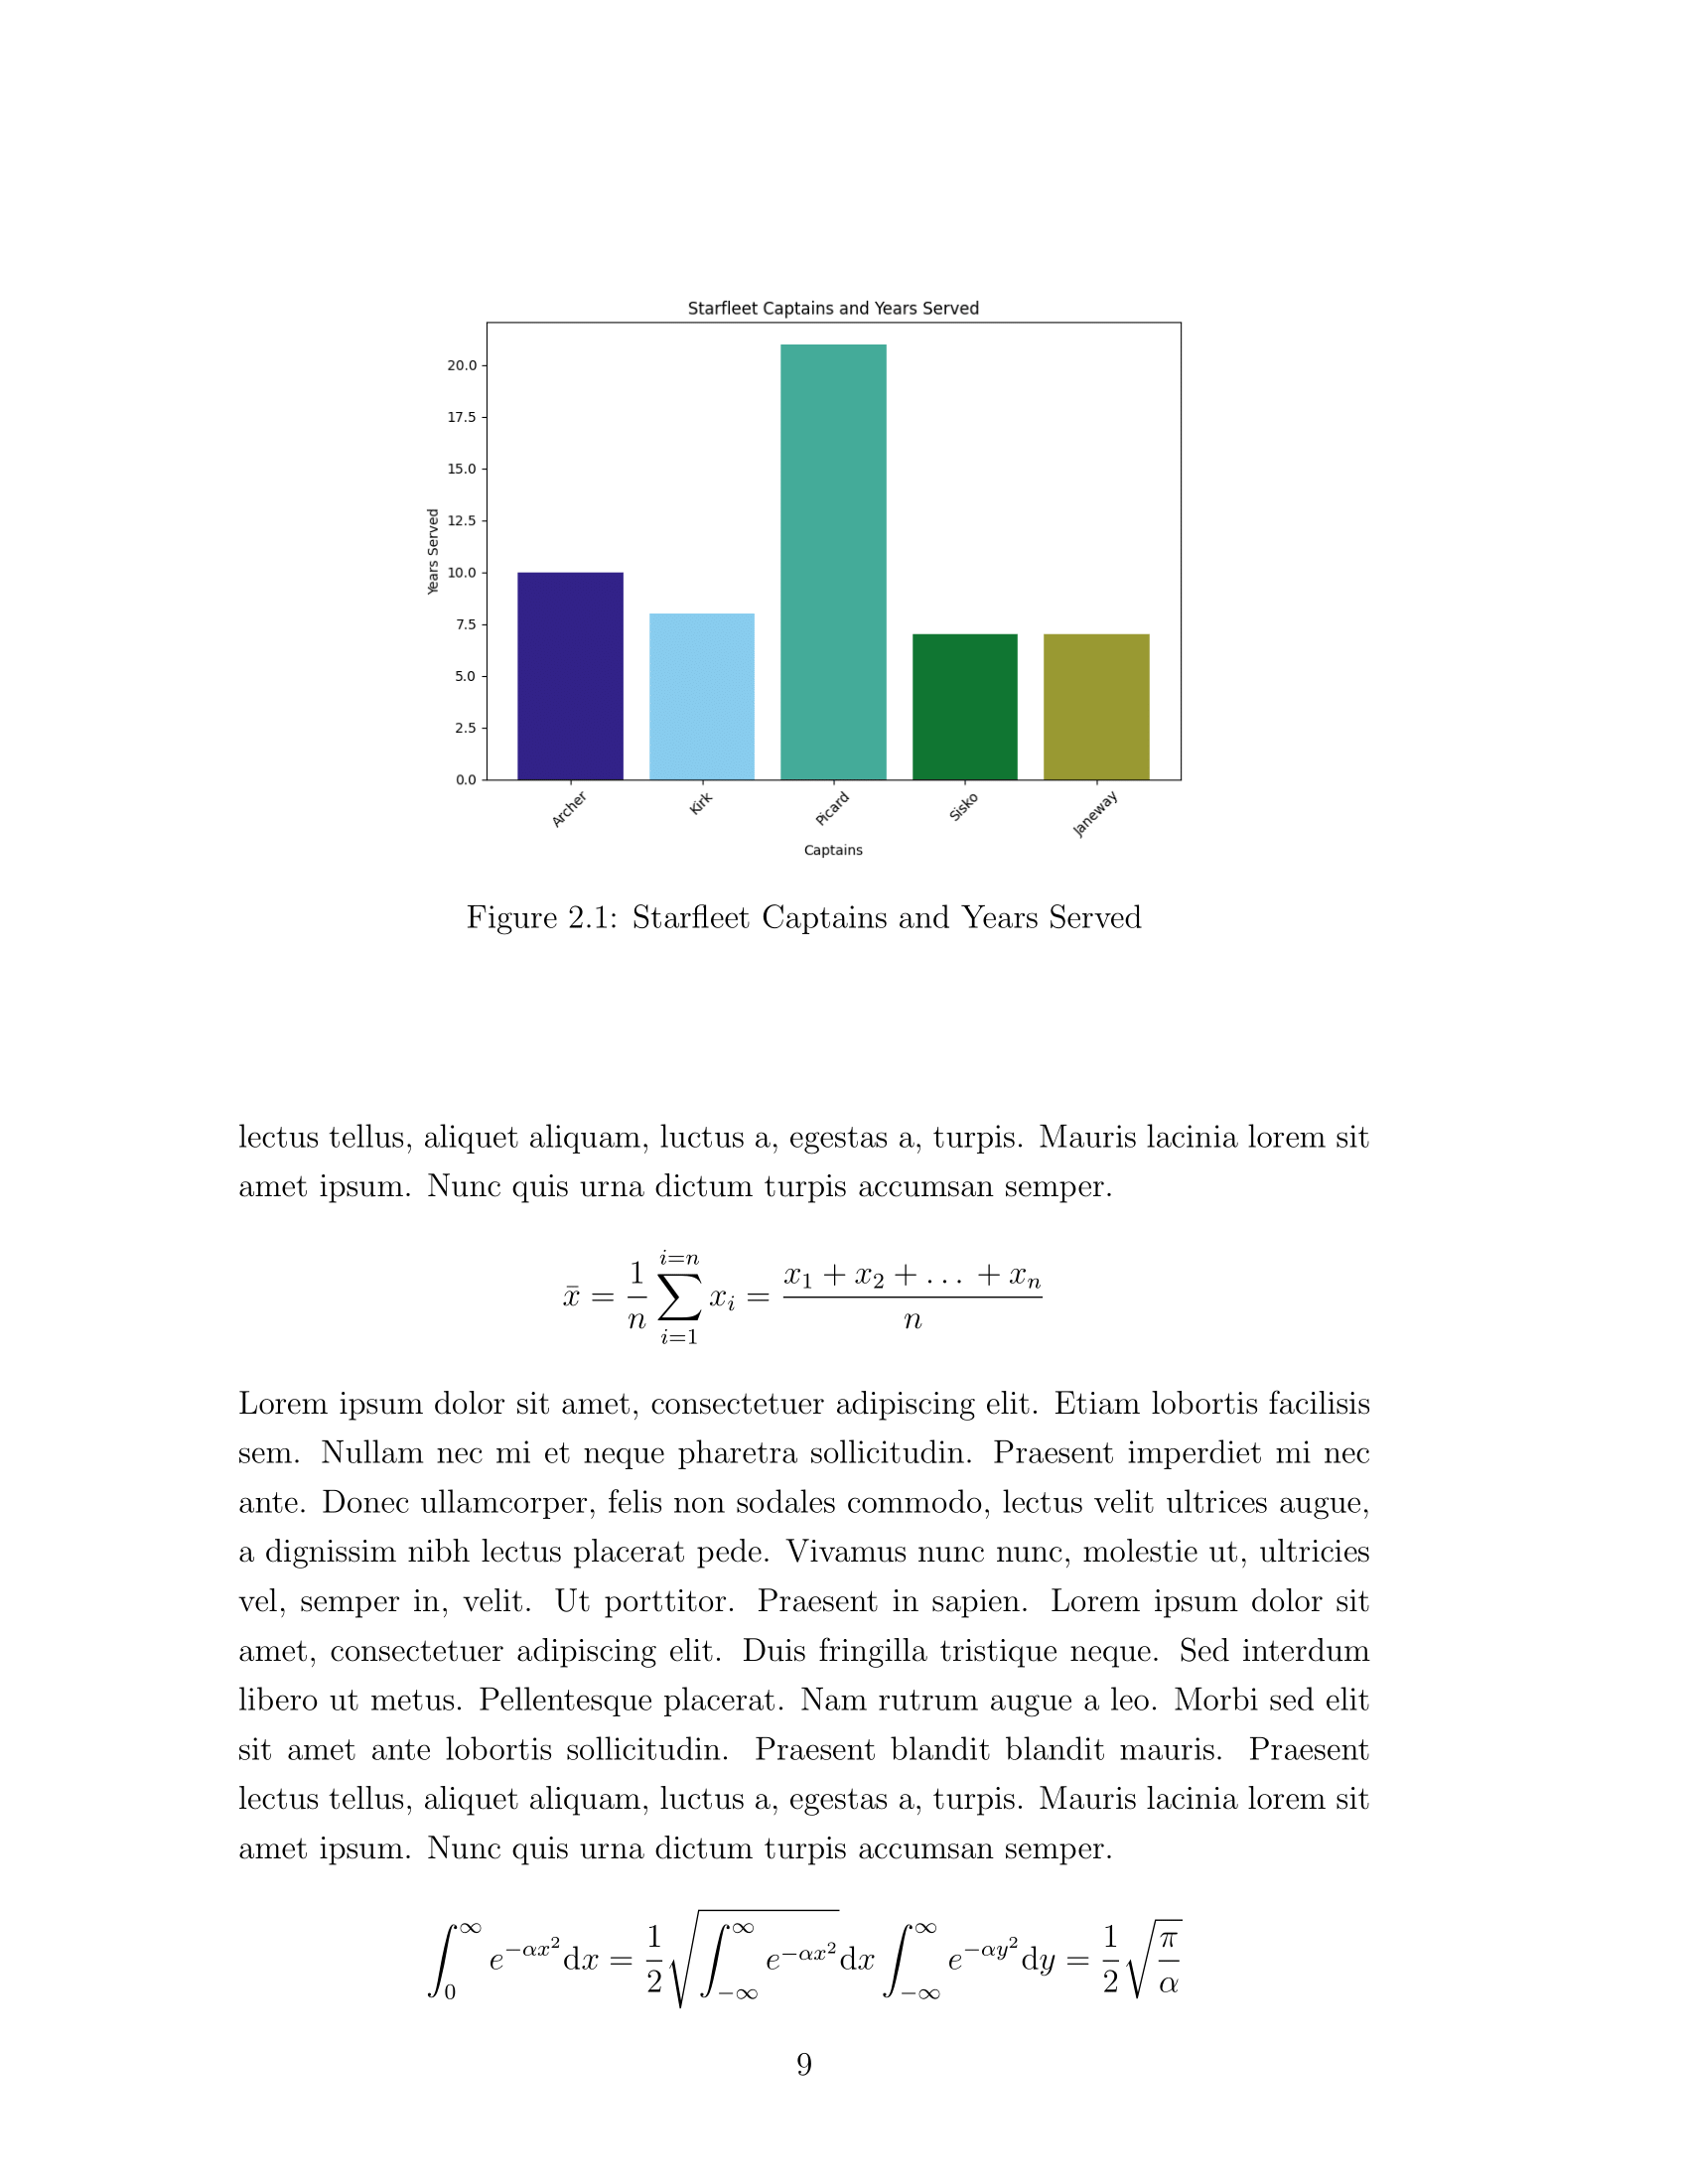 Starfleet Captains and Years Served
20.0
17.5
15.0
12.5
10.0
7.5
5.0
2.5
0.0
Years Served
Archer
Kirk
Picard
Sisko
Janeway
Captains
Figure 2.1: Starfleet Captains and Years Served
lectus tellus, aliquet aliquam, luctus a, egestas a, turpis. Mauris lacinia lorem sit
amet ipsum. Nunc quis urna dictum turpis accumsan semper.
$\bar{x} = \frac{1}{n} \sum_{i=1}^{i=n} x_i = \frac{x_1 + x_2 + \ldots + x_n}{n}$
Lorem ipsum dolor sit amet, consectetuer adipiscing elit. Etiam lobortis facilisis
sem. Nullam nec mi et neque pharetra sollicitudin. Praesent imperdiet mi nec
ante. Donec ullamcorper, felis non sodales commodo, lectus velit ultrices augue,
a dignissim nibh lectus placerat pede. Vivamus nunc nunc, molestie ut, ultricies
vel, semper in, velit. Ut porttitor. Praesent in sapien. Lorem ipsum dolor sit
amet, consectetuer adipiscing elit. Duis fringilla tristique neque. Sed interdum
libero ut metus. Pellentesque placerat. Nam rutrum augue a leo. Morbi sed elit
sit amet ante lobortis sollicitudin. Praesent blandit blandit mauris. Praesent
lectus tellus, aliquet aliquam, luctus a, egestas a, turpis. Mauris lacinia lorem sit
amet ipsum. Nunc quis urna dictum turpis accumsan semper.
$\int_0^\infty e^{-\alpha x^2} \mathrm{d}x = \frac{1}{2} \sqrt{\int_{-\infty}^\infty e^{-\alpha x^2}} \mathrm{d}x \int_{-\infty}^\infty e^{-\alpha y^2} \mathrm{d}y = \frac{1}{2} \sqrt{\frac{\pi}{\alpha}}$
9